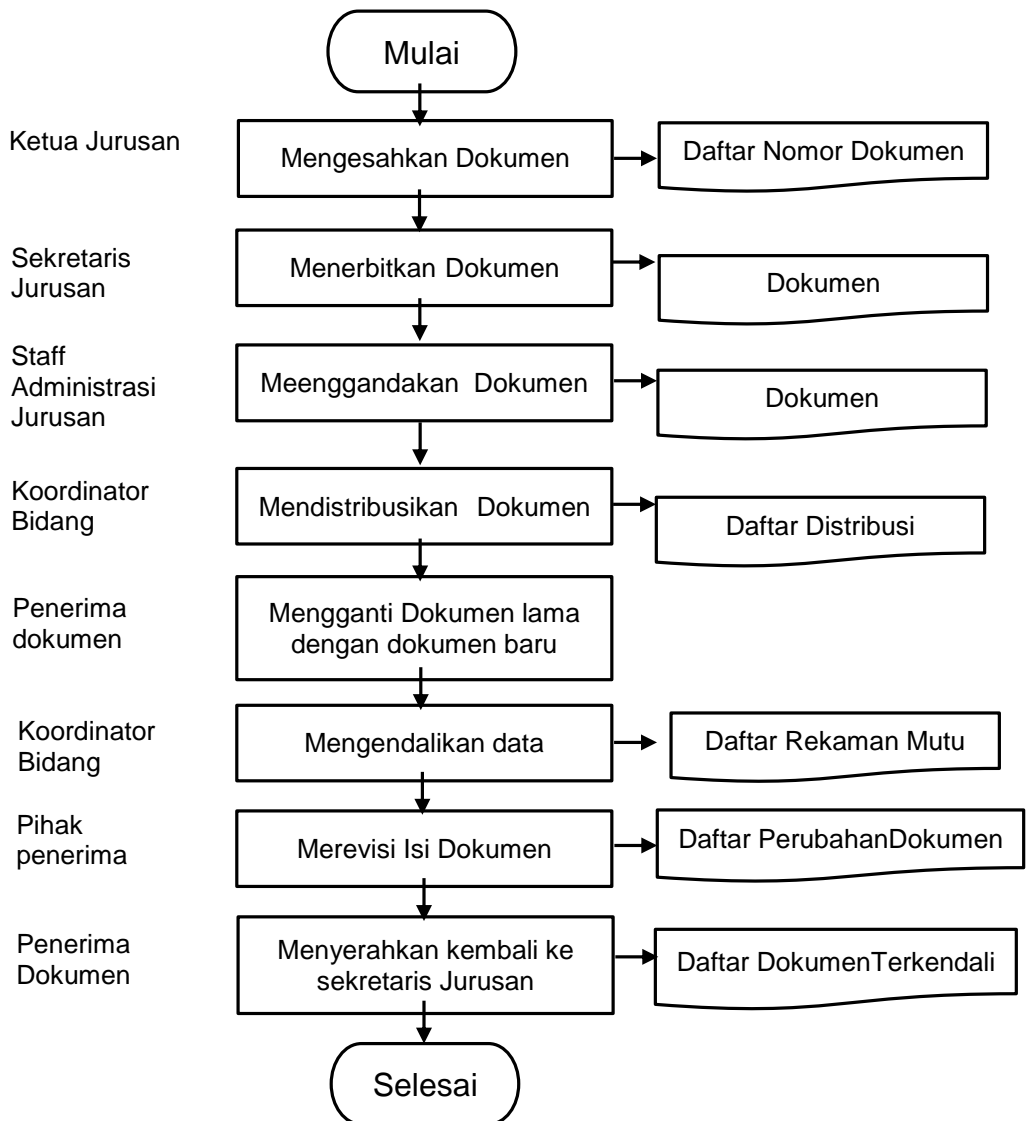 Mulai
Ketua Jurusan
Mengesahkan Dokumen
Daftar Nomor Dokumen
Sekretaris
Jurusan
Menerbitkan Dokumen
Dokumen
Staff
Administrasi
Jurusan
Meenggandakan Dokumen
Dokumen
Koordinator
Bidang
Mendistribusikan Dokumen
Daftar Distribusi
Penerima
dokumen
Mengganti Dokumen lama
dengan dokumen baru
Koordinator
Bidang
Mengendalikan data
Daftar Rekaman Mutu
Pihak
penerima
Merevisi Isi Dokumen
Daftar PerubahanDokumen
Penerima
Dokumen
Menyerahkan kembali ke
sekretaris Jurusan
Daftar DokumenTerkendali
Selesai